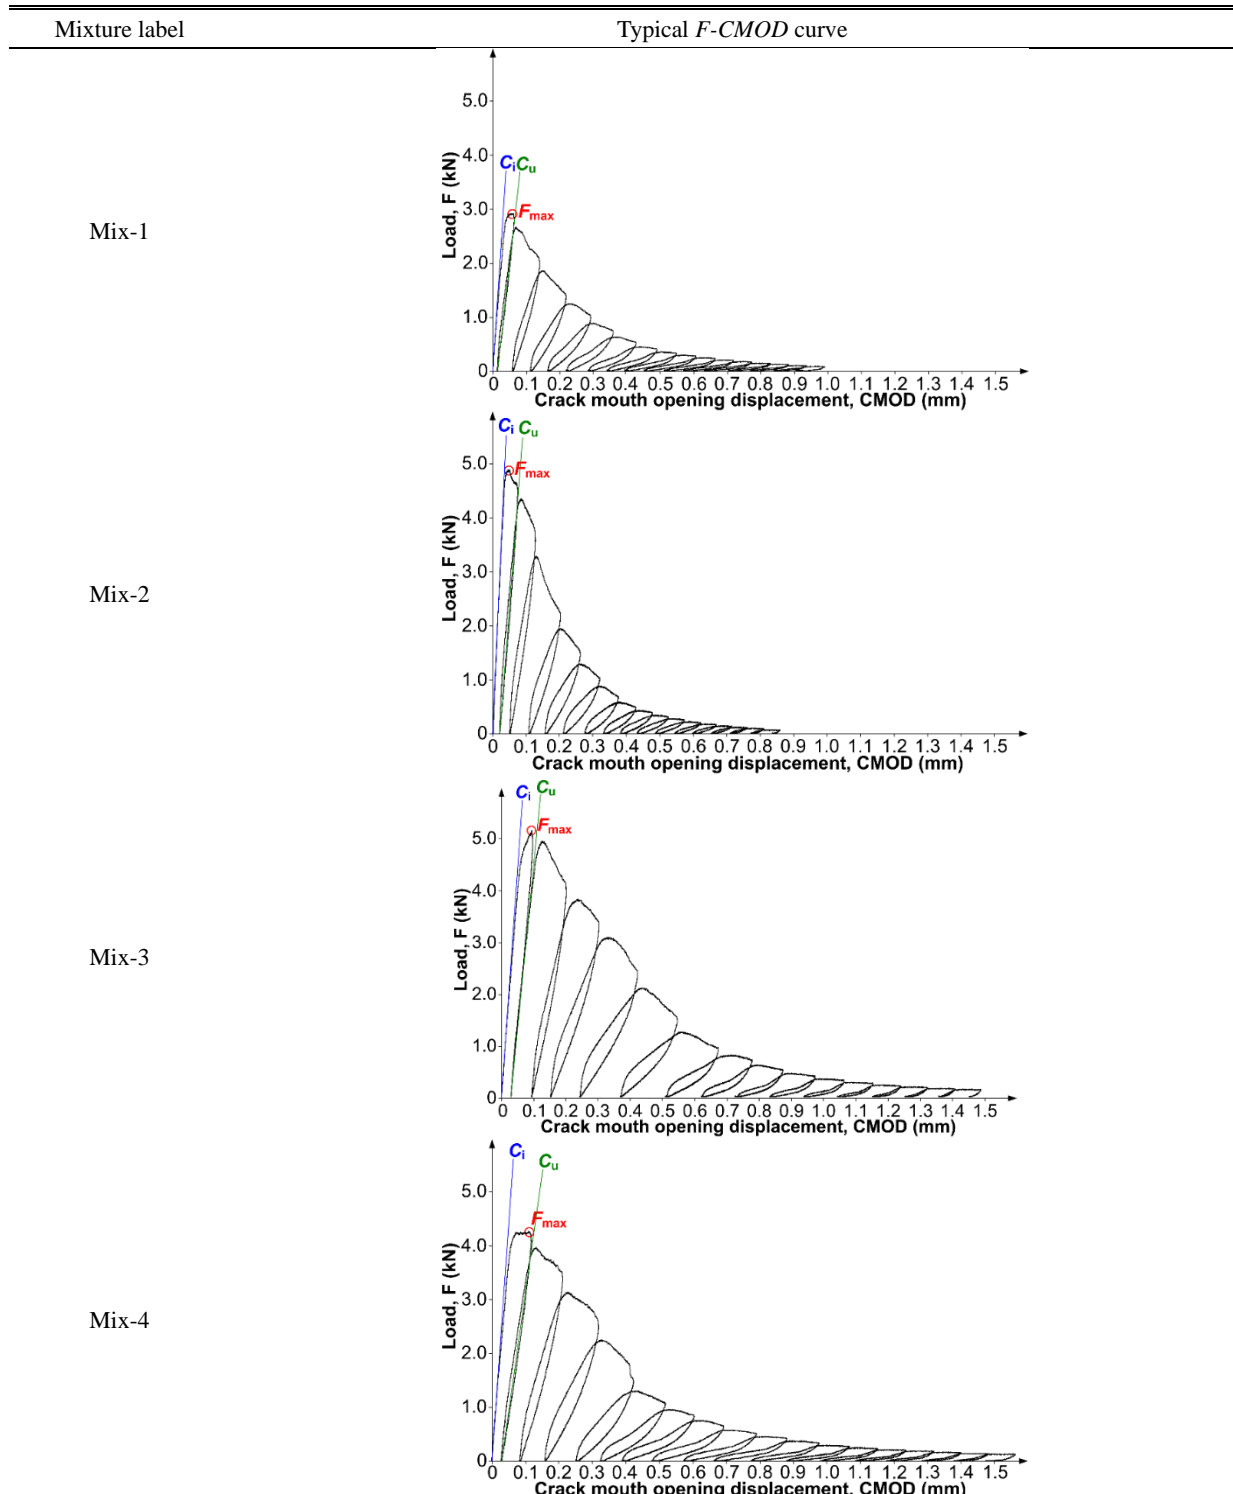 Mixture label Typical F-CMOD curve
Mix-1
Load, F (kN)
5.0
4.0
3.0
2.0
1.0
0
Ci Cu
Fmax
0 0.1 0.2 0.3 0.4 0.5 0.6 0.7 0.8 0.9 1.0 1.1 1.2 1.3 1.4 1.5
Crack mouth opening displacement, CMOD (mm)
Mix-2
Load, F (kN)
5.0
4.0
3.0
2.0
1.0
0
Ci Cu
Fmax
0 0.1 0.2 0.3 0.4 0.5 0.6 0.7 0.8 0.9 1.0 1.1 1.2 1.3 1.4 1.5
Crack mouth opening displacement, CMOD (mm)
Mix-3
Load, F (kN)
5.0
4.0
3.0
2.0
1.0
0
Ci Cu
Fmax
0 0.1 0.2 0.3 0.4 0.5 0.6 0.7 0.8 0.9 1.0 1.1 1.2 1.3 1.4 1.5
Crack mouth opening displacement, CMOD (mm)
Mix-4
Load, F (kN)
5.0
4.0
3.0
2.0
1.0
0
Ci Cu
Fmax
0 0.1 0.2 0.3 0.4 0.5 0.6 0.7 0.8 0.9 1.0 1.1 1.2 1.3 1.4 1.5
Crack mouth opening displacement, CMOD (mm)